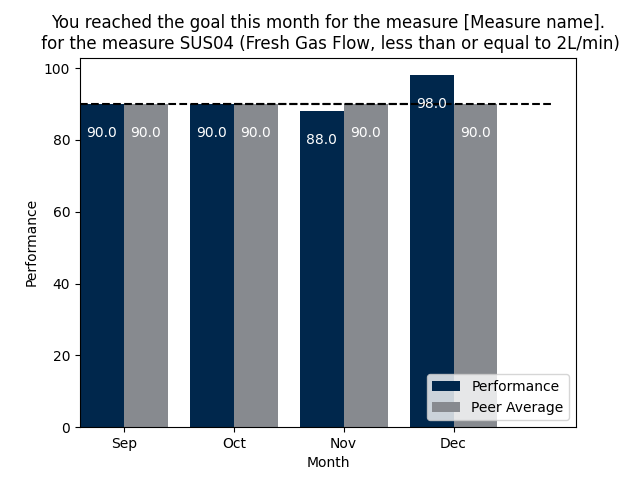 You reached the goal this month for the measure [Measure name].
for the measure SUS04 (Fresh Gas Flow, less than or equal to 2L/min)
100
80
60
40
20
0
Performance
90.0 90.0 90.0 90.0 88.0 90.0 98.0 90.0
Performance
Peer Average
Sep Oct Nov Dec
Month